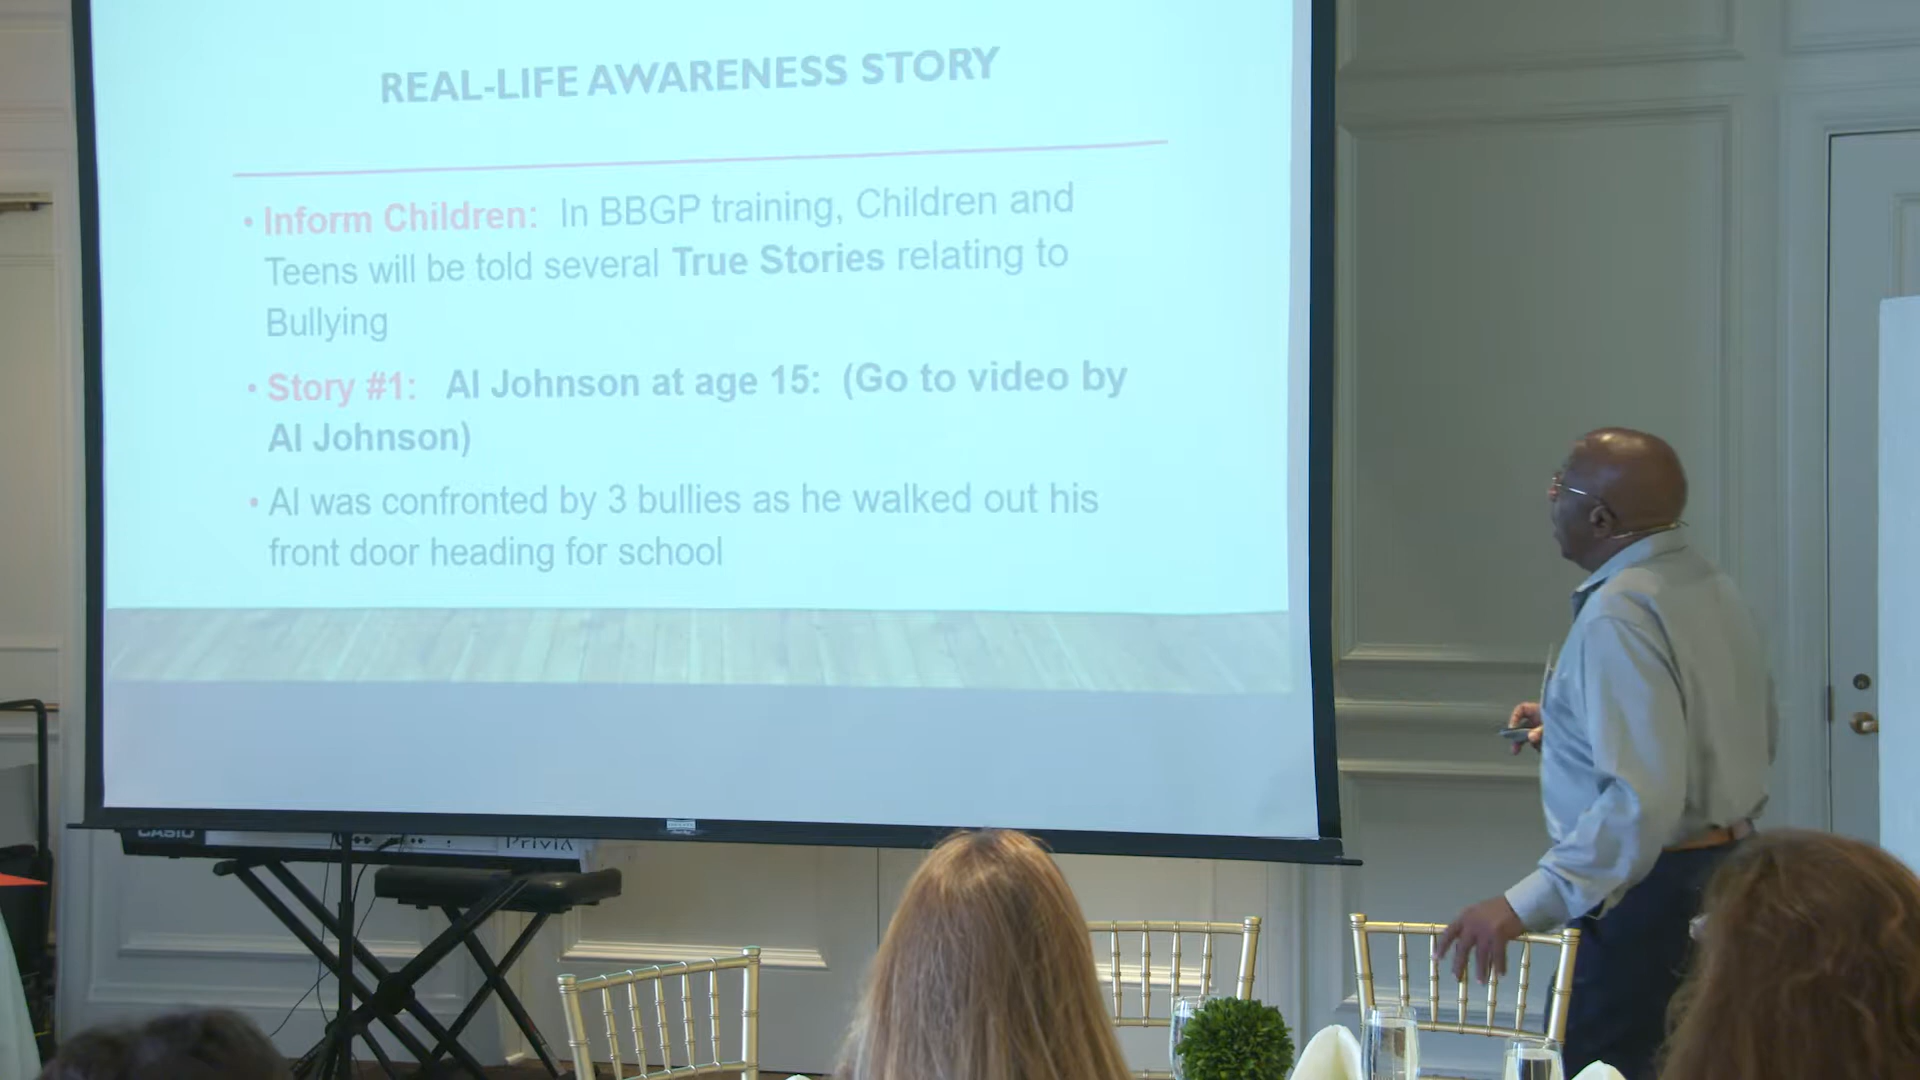 REAL-LIFE AWARENESS STORY
• Inform Children: In BBGP training, Children and
Teens will be told several True Stories relating to
Bullying
• Story #1: Al Johnson at age 15: (Go to video by
Al Johnson)
• Al was confronted by 3 bullies as he walked out his
front door heading for school
CASIO
Privia